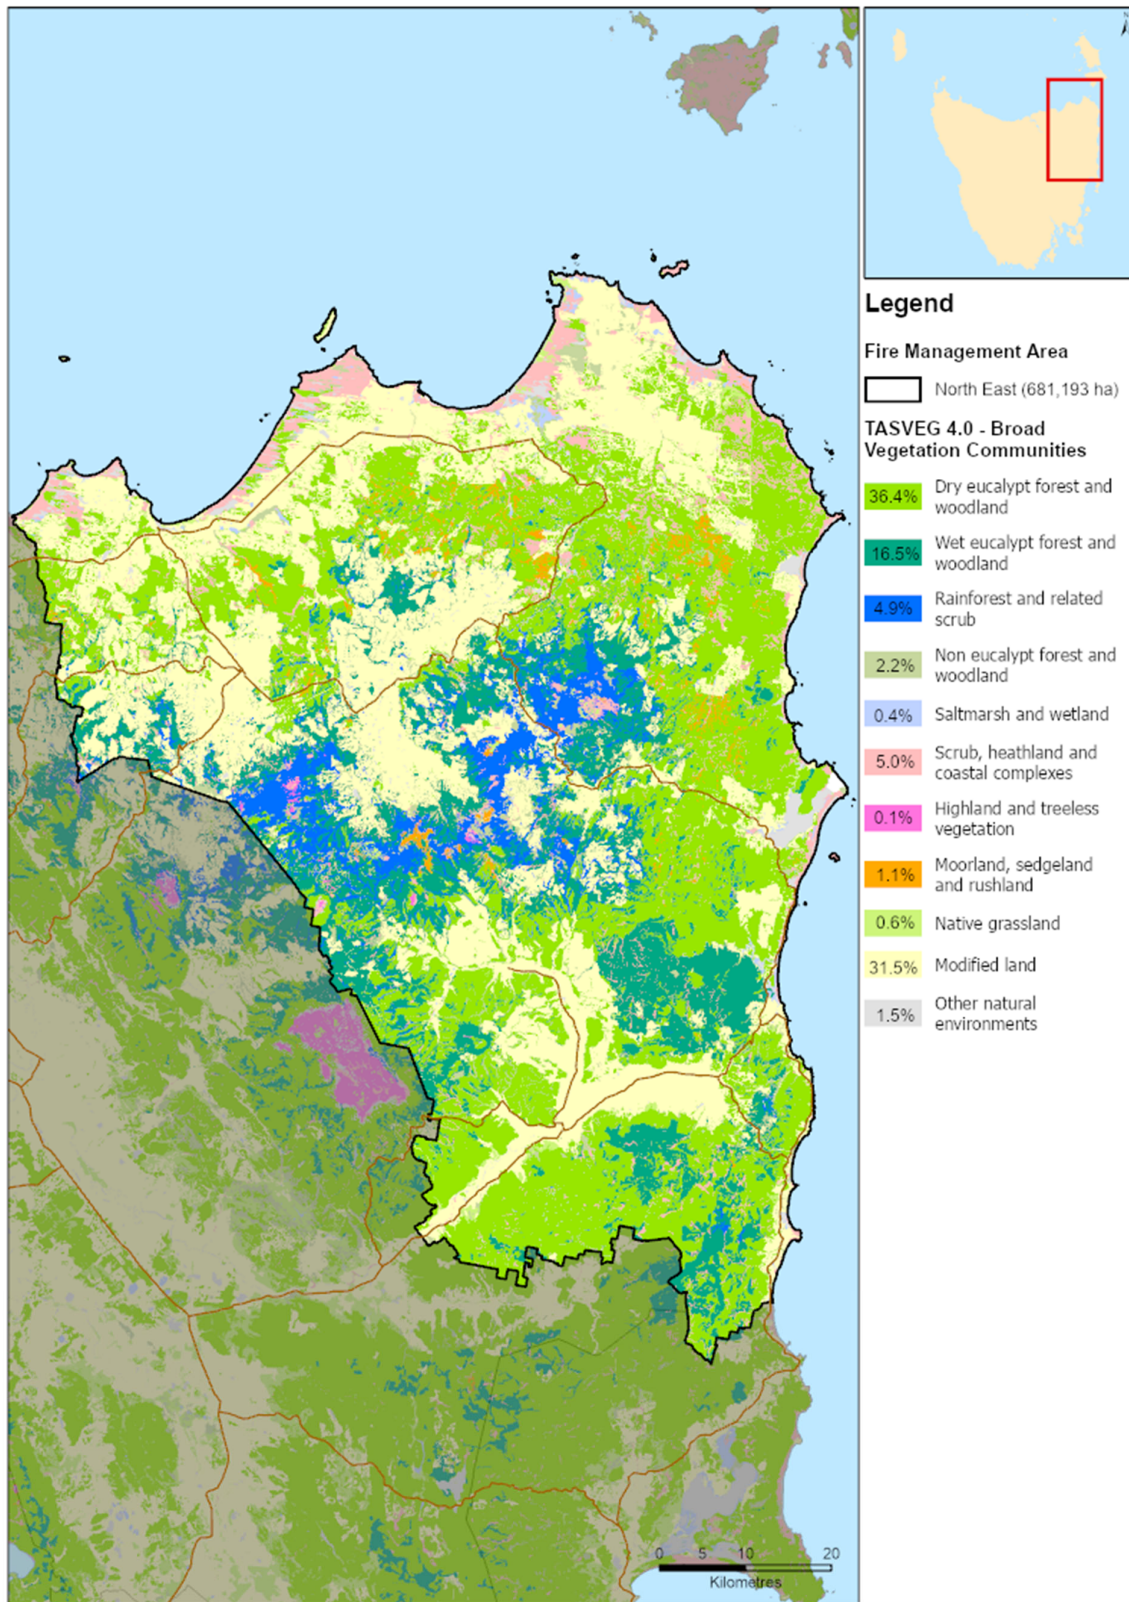 Legend
Fire Management Area
North East (681,193 ha)
TASVEG 4.0 - Broad
Vegetation Communities
36.4% Dry eucalypt forest and
woodland
16.5% Wet eucalypt forest and
woodland
4.9% Rainforest and related
scrub
2.2% Non eucalypt forest and
woodland
0.4% Saltmarsh and wetland
5.0% Scrub, heathland and
coastal complexes
0.1% Highland and treeless
vegetation
1.1% Moorland, sedgeland
and rushland
0.6% Native grassland
31.5% Modified land
1.5% Other natural
environments
0 5 10 20
Kilometres